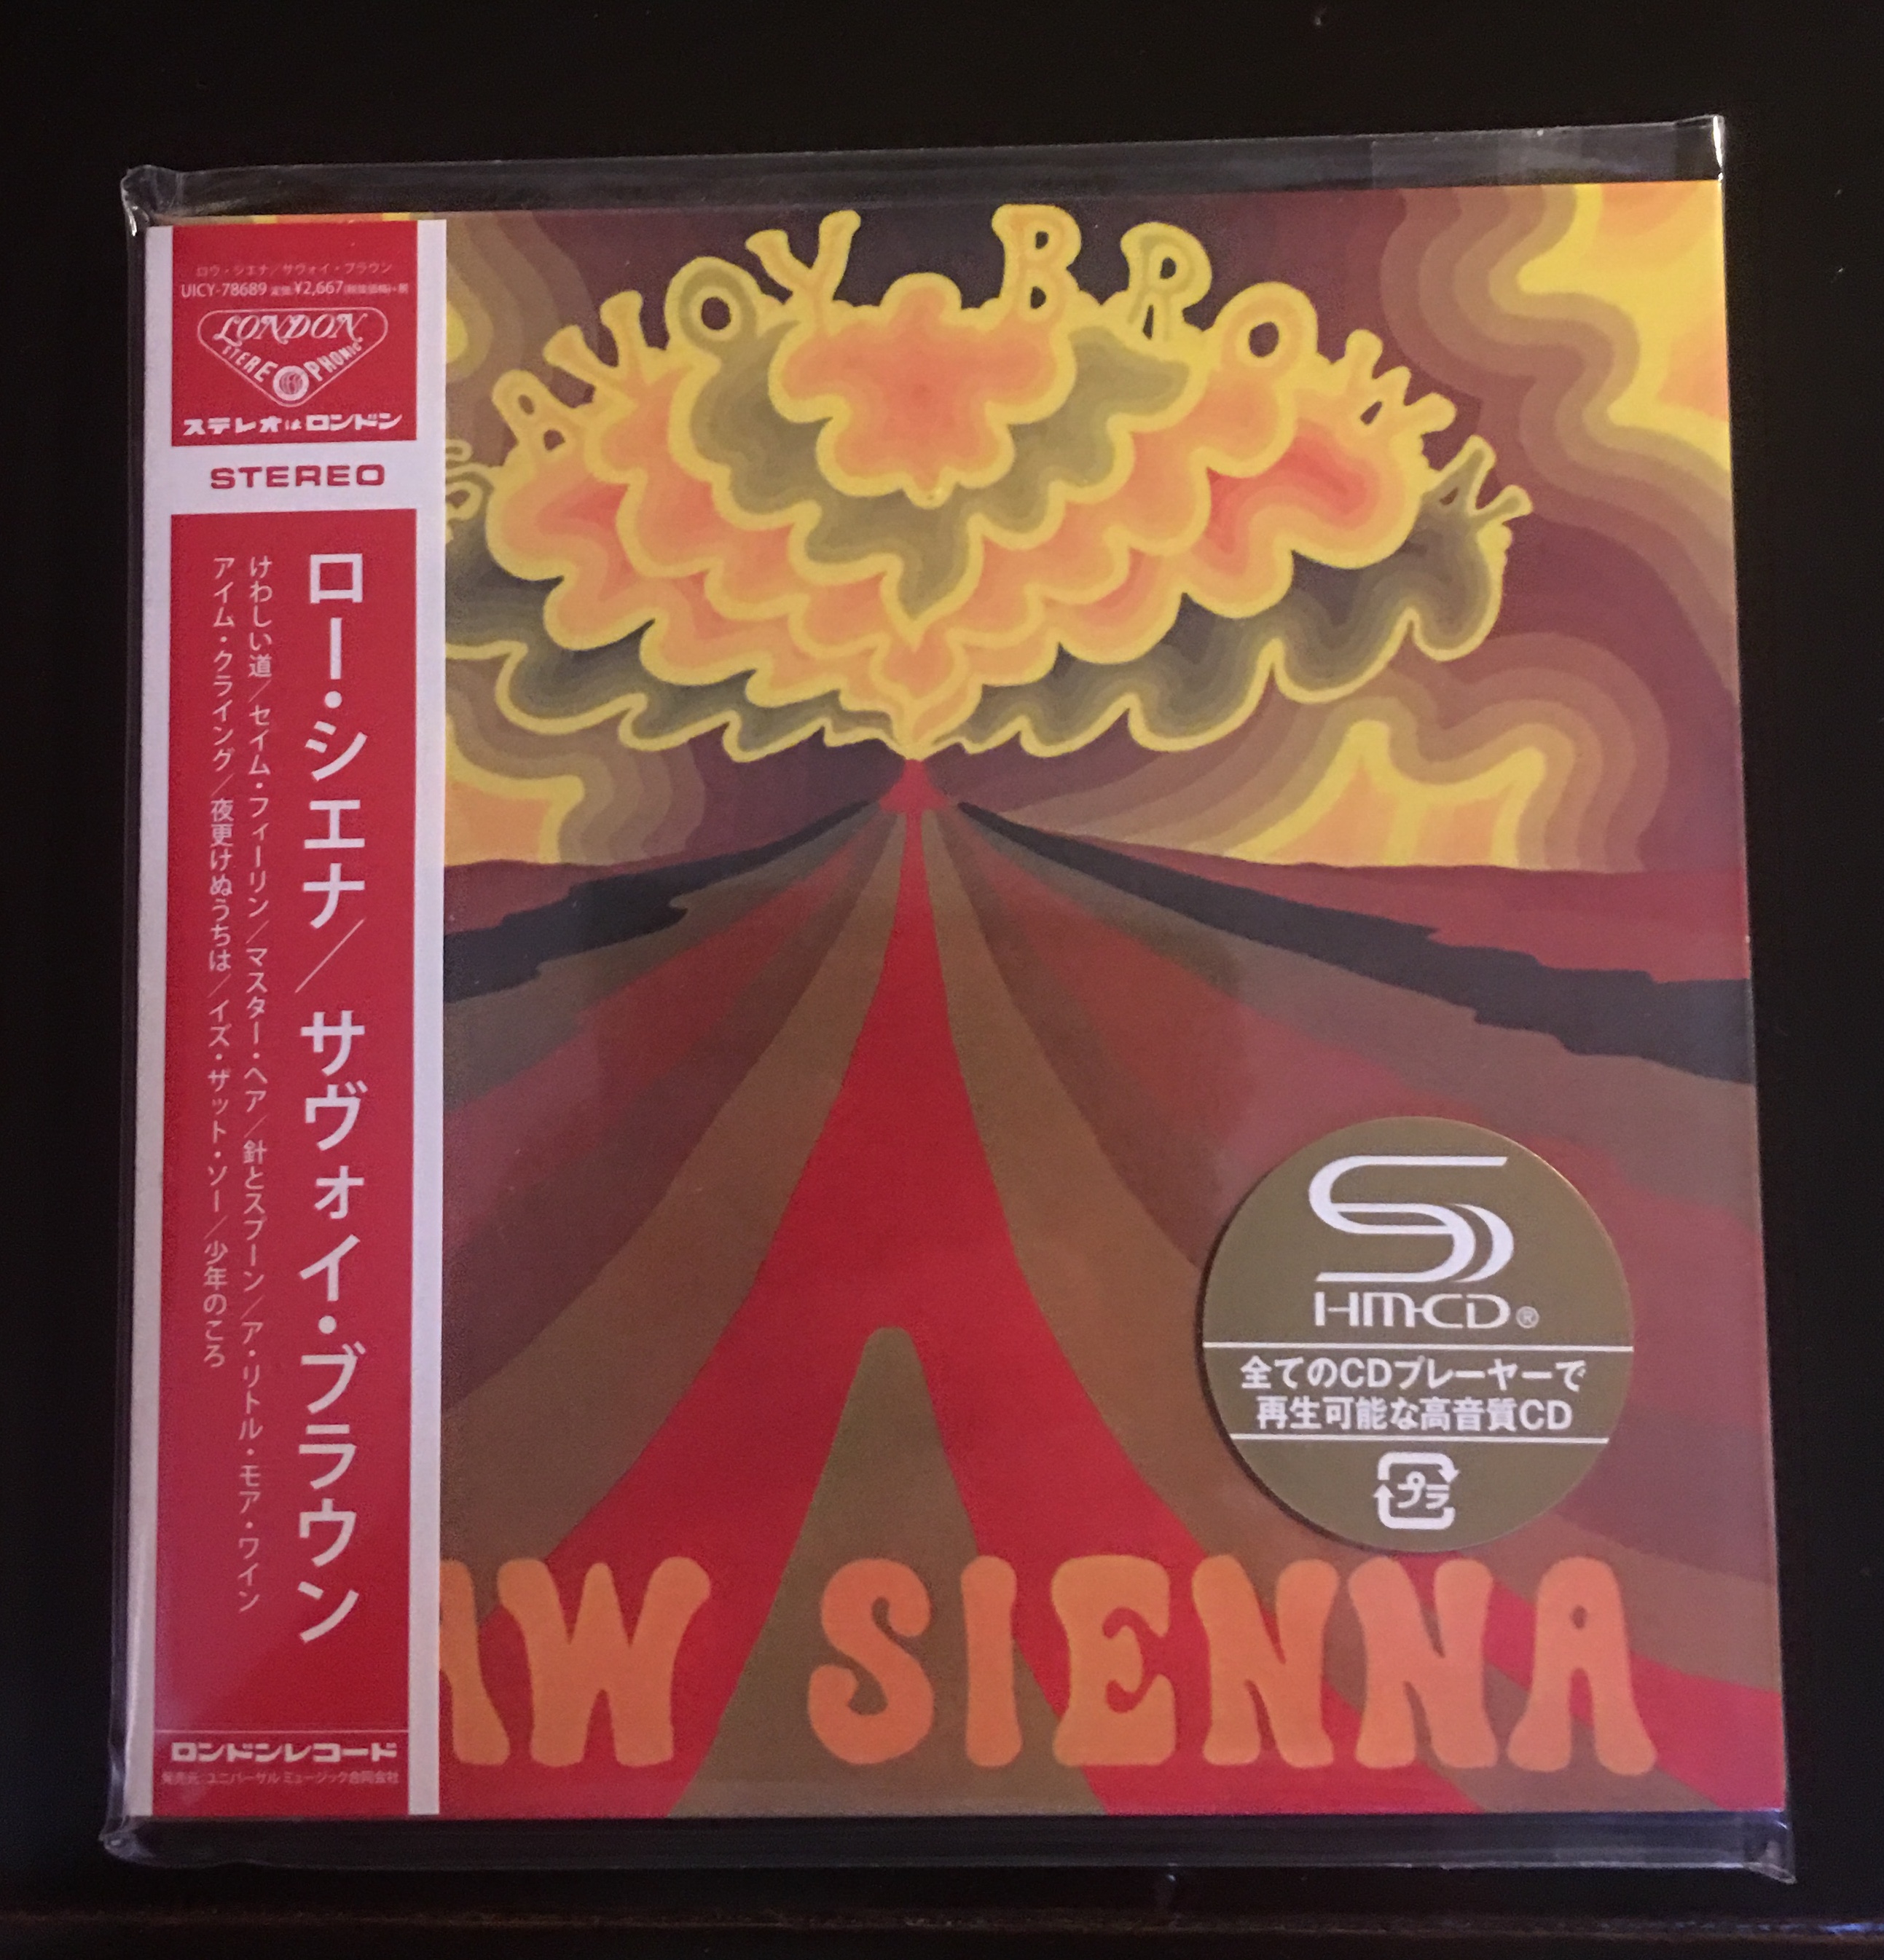 ロウ・シエナ／サヴォイ・ブラウン
UICY-78689 ¥2,667
LONDON
STEREOPHONIC
ステレオはロンドン
STEREO
ロー・シエナ／サヴォイ・ブラウン
けわしい道／セイム・フィーリン／マスター・ヘア／針とスプーン／ア・リトル・モア・ワイン
アイム・クライング／夜更けぬうちは／イズ・ザット・ソー／少年のころ
ロンドンレコード
発売元:ユニバーサル ミュージック合同会社
SAVOY BROWN
AW SIENNA
SHM-CD®
全てのCDプレーヤーで
再生可能な高音質CD
プラ